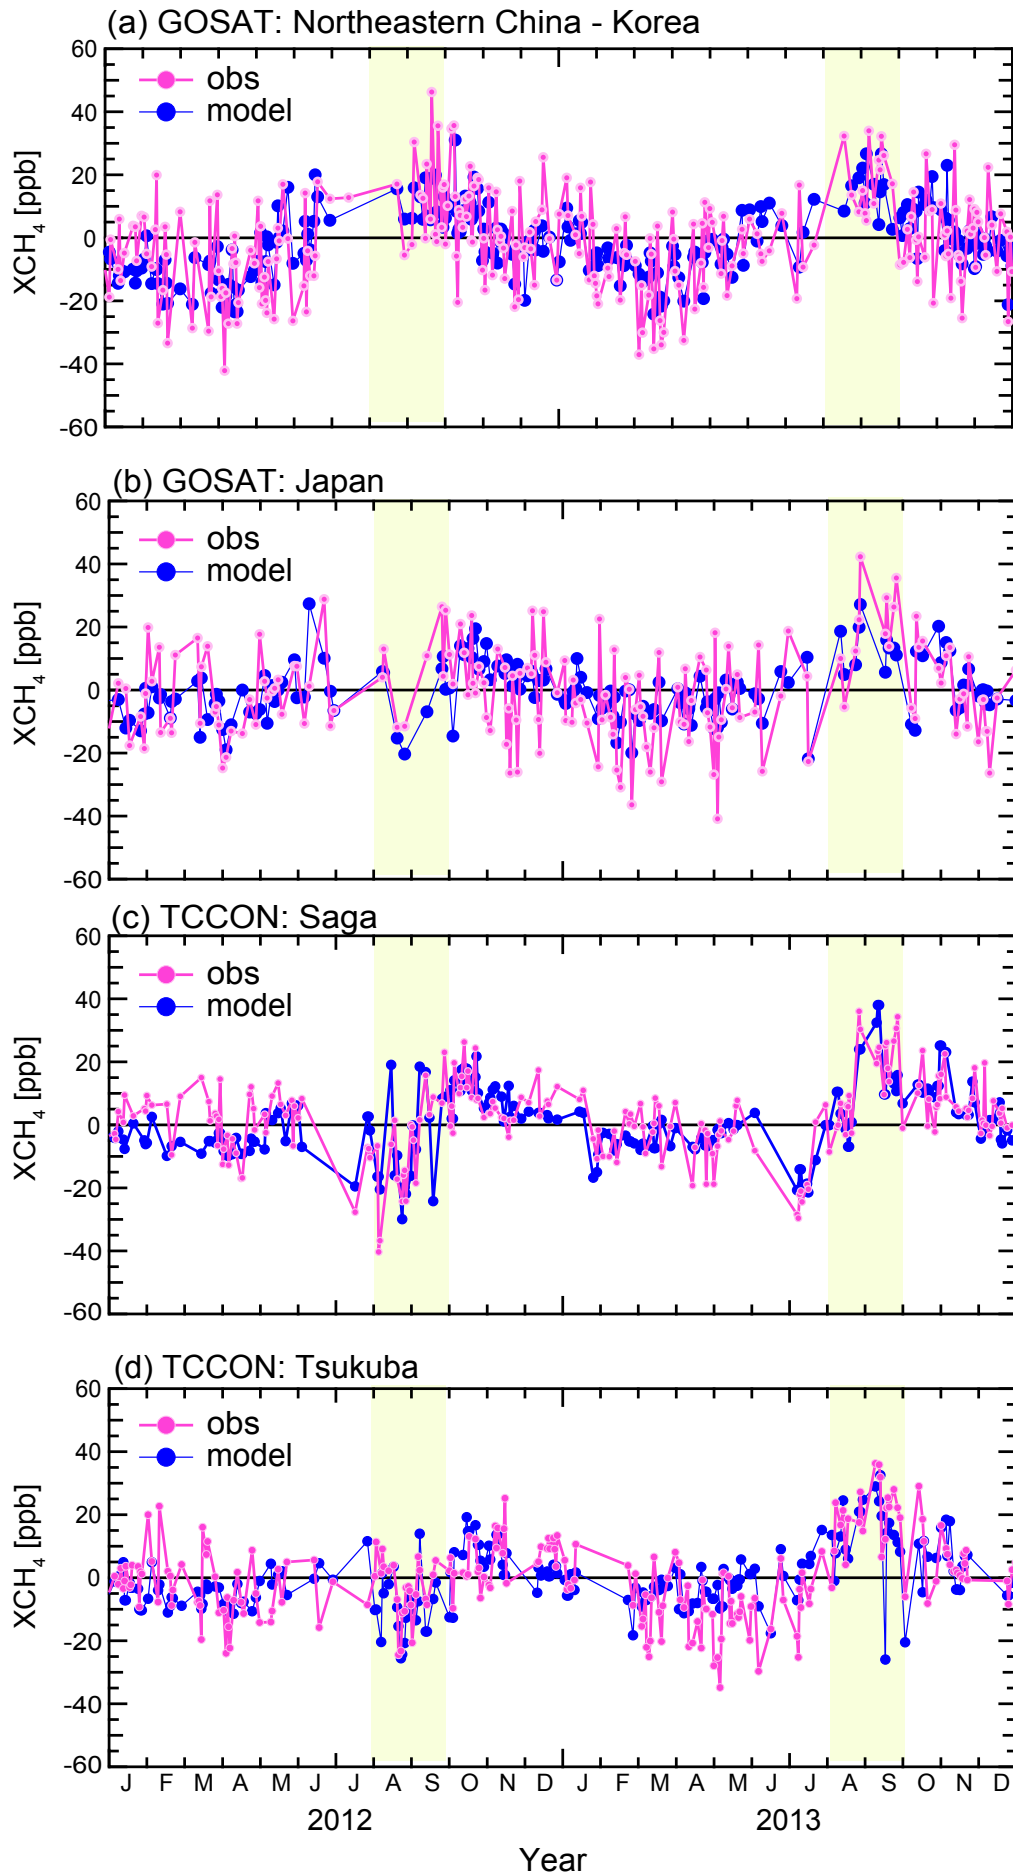 (a) GOSAT: Northeastern China - Korea
60
40
20
0
-20
-40
-60
XCH4 [ppb]
obs
model
(b) GOSAT: Japan
60
40
20
0
-20
-40
-60
XCH4 [ppb]
obs
model
(c) TCCON: Saga
60
40
20
0
-20
-40
-60
XCH4 [ppb]
obs
model
(d) TCCON: Tsukuba
60
40
20
0
-20
-40
-60
XCH4 [ppb]
obs
model
J F M A M J J A S O N D J F M A M J J A S O N D
2012 2013
Year